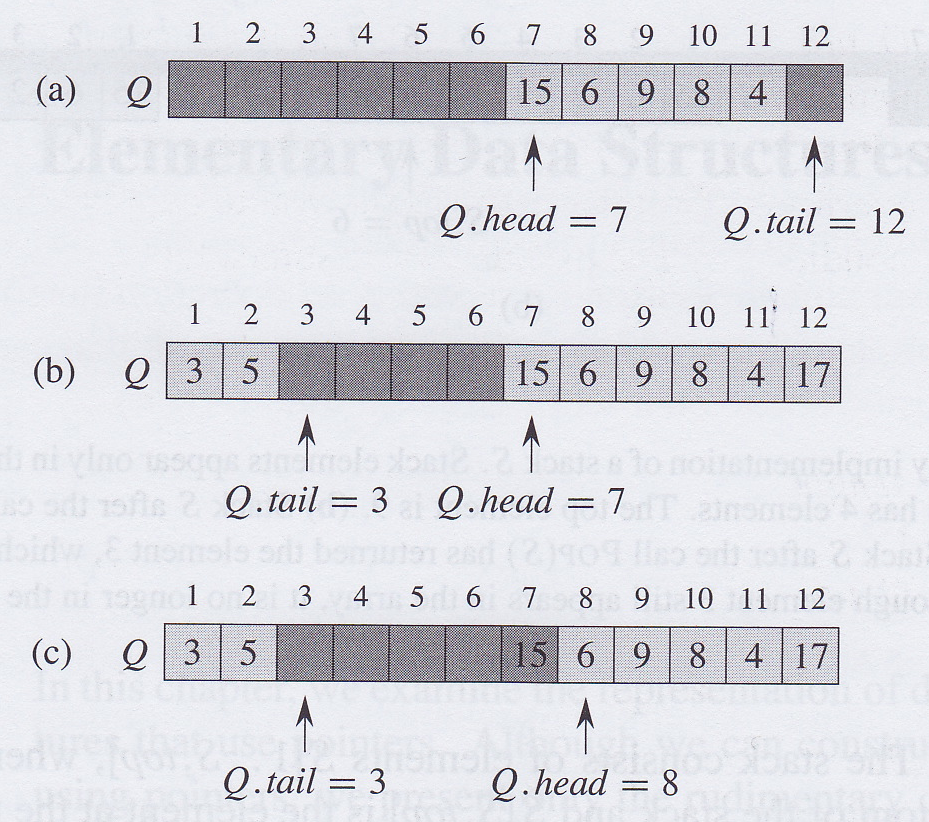 1 2 3 4 5 6 7 8 9 10 11 12
(a) Q 15 6 9 8 4
Q.head = 7 Q.tail = 12
1 2 3 4 5 6 7 8 9 10 11 12
(b) Q 3 5 15 6 9 8 4 17
Q.tail = 3 Q.head = 7
1 2 3 4 5 6 7 8 9 10 11 12
(c) Q 3 5 15 6 9 8 4 17
Q.tail = 3 Q.head = 8